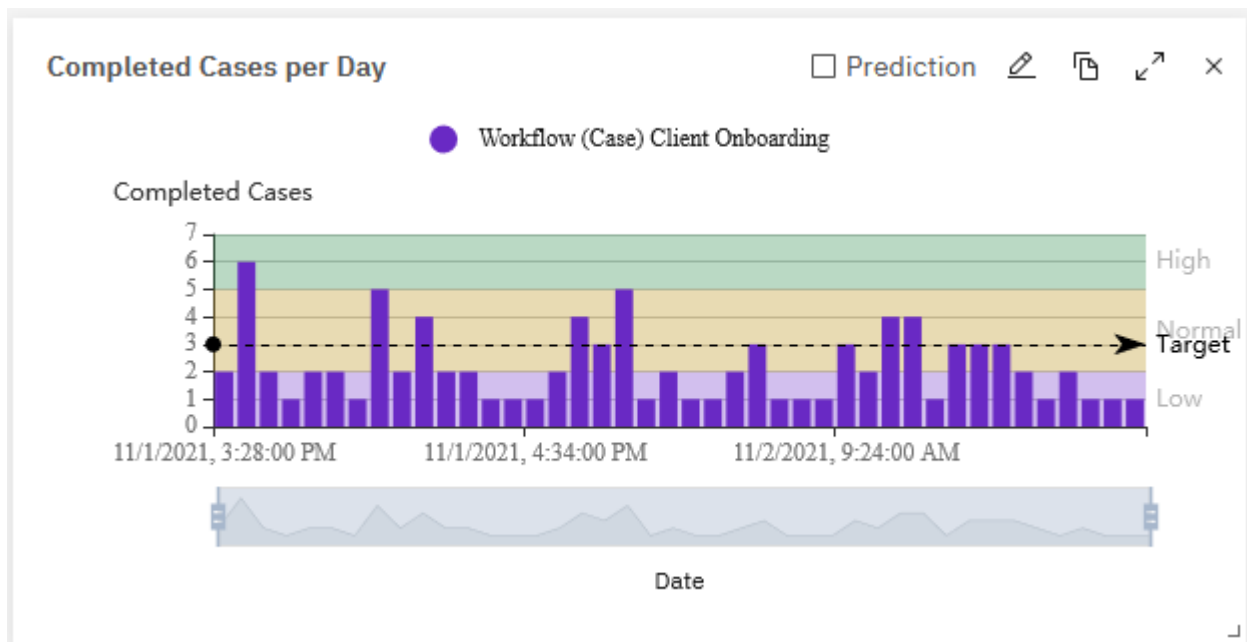 Completed Cases per Day
Prediction
Workflow (Case) Client Onboarding
Completed Cases
7
6
5
4
3
2
1
0
High
Normal
Target
Low
11/1/2021, 3:28:00 PM
11/1/2021, 4:34:00 PM
11/2/2021, 9:24:00 AM
Date